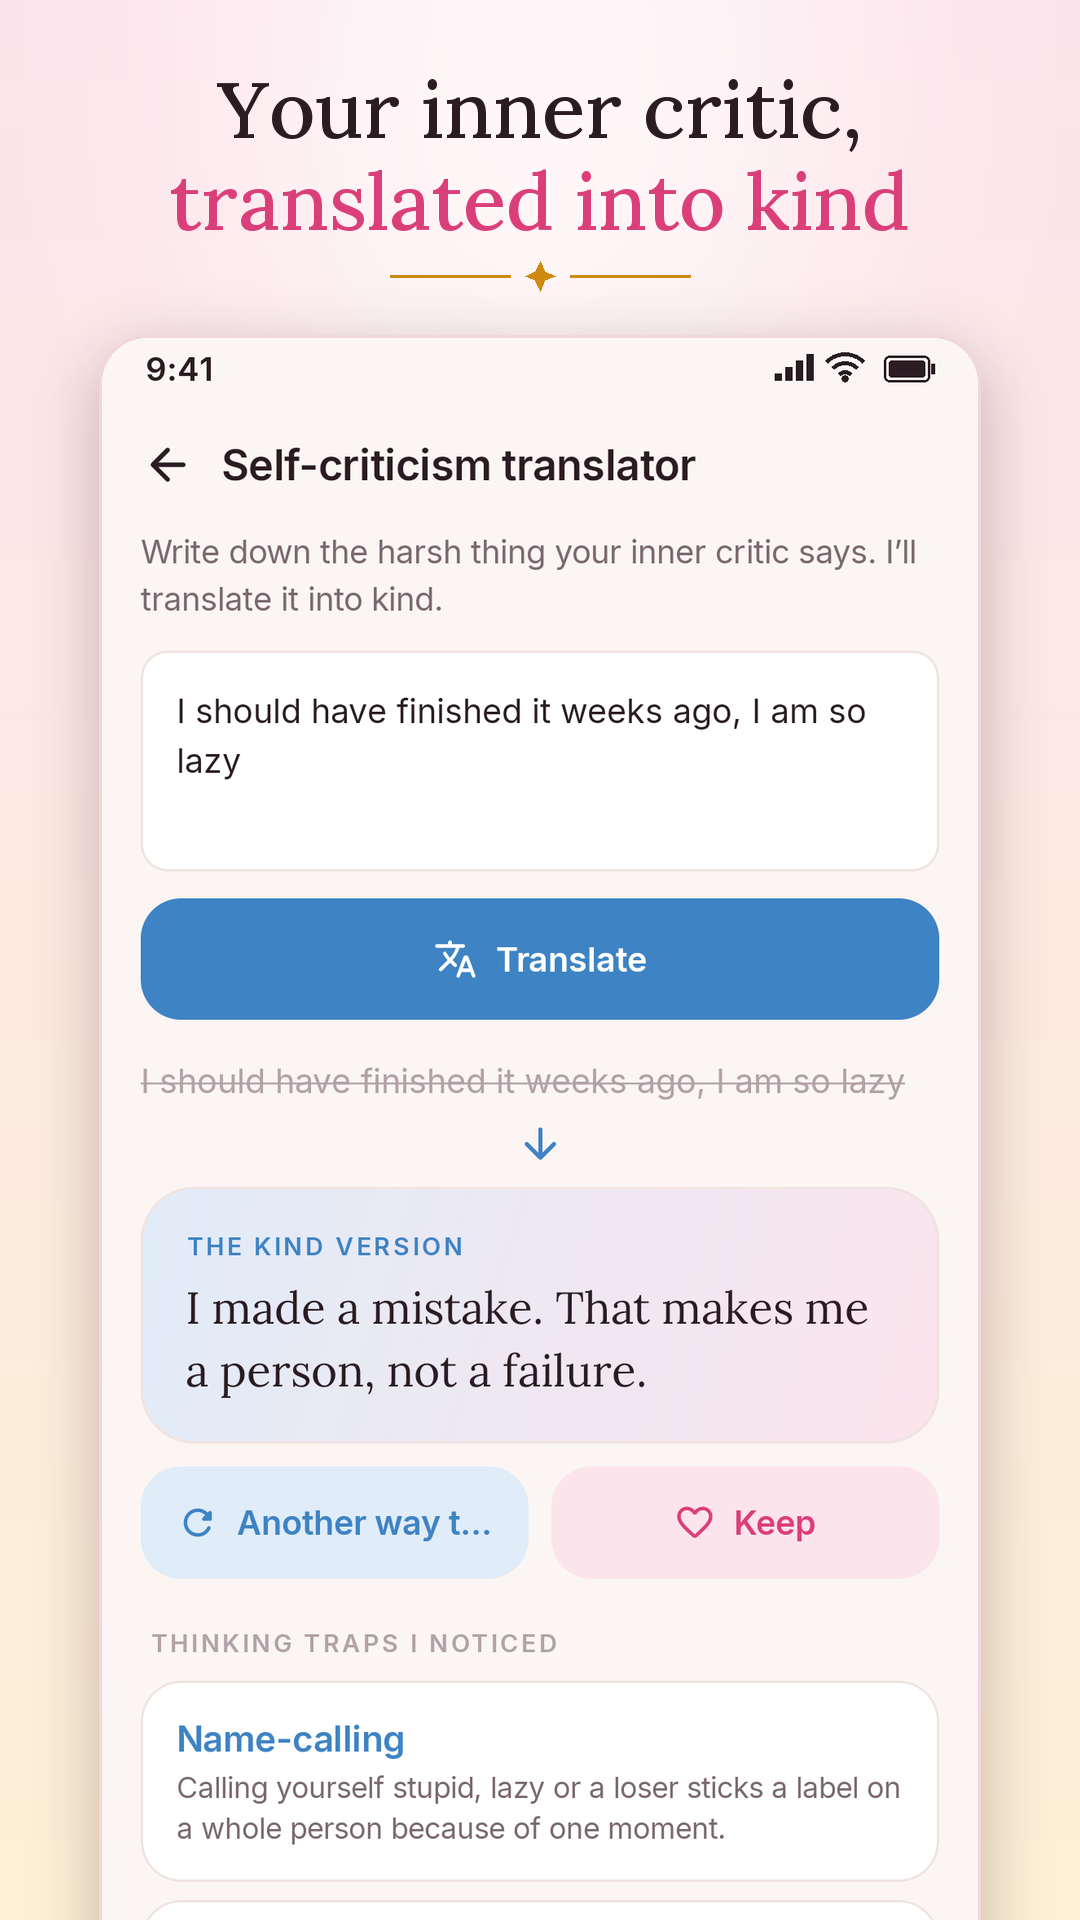 Your inner critic,
translated into kind
9:41
Self-criticism translator
Write down the harsh thing your inner critic says. I’ll
translate it into kind.
I should have finished it weeks ago, I am so
lazy
Translate
I should have finished it weeks ago, I am so lazy
THE KIND VERSION
I made a mistake. That makes me
a person, not a failure.
Another way t...
Keep
THINKING TRAPS I NOTICED
Name-calling
Calling yourself stupid, lazy or a loser sticks a label on
a whole person because of one moment.